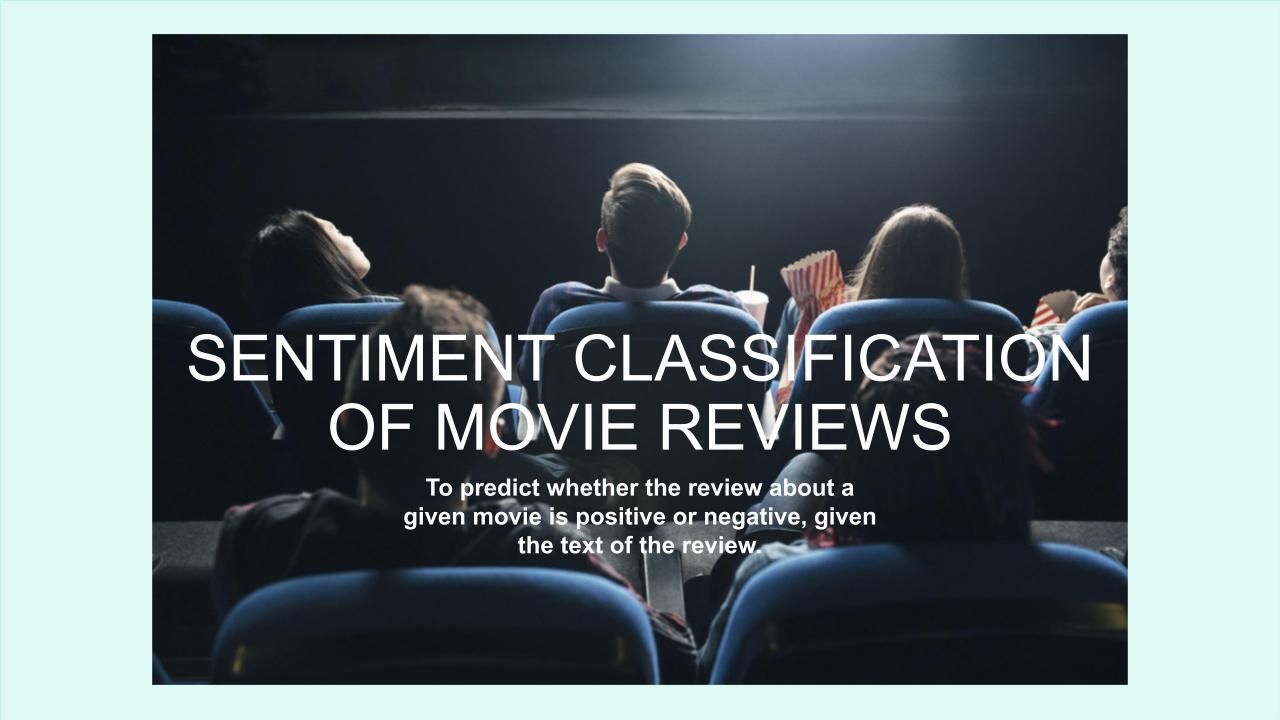 SENTIMENT CLASSIFICATION
OF MOVIE REVIEWS
To predict whether the review about a
given movie is positive or negative, given
the text of the review.